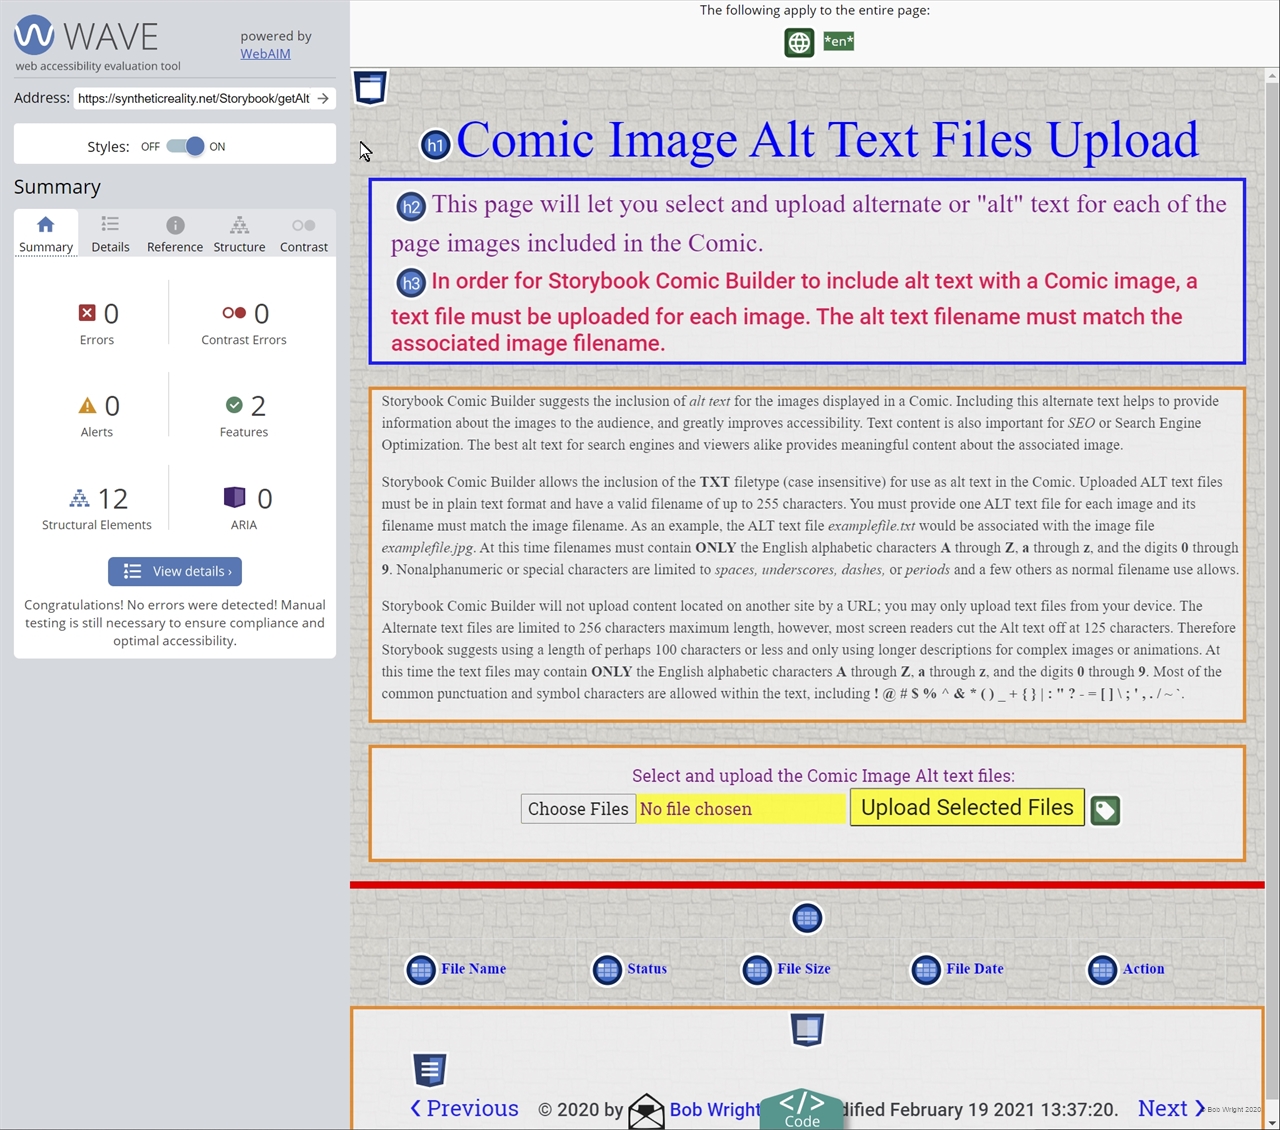 WAVE
powered by
WebAIM
web accessibility evaluation tool
Address: https://syntheticreality.net/Storybook/getAlt
Styles: OFF ON
Summary
Summary Details Reference Structure Contrast
0 Errors
0 Contrast Errors
0 Alerts
2 Features
12 Structural Elements
0 ARIA
View details ›
Congratulations! No errors were detected! Manual
testing is still necessary to ensure compliance and
optimal accessibility.
The following apply to the entire page:
*en*
h1 Comic Image Alt Text Files Upload
h2 This page will let you select and upload alternate or "alt" text for each of the
page images included in the Comic.
h3 In order for Storybook Comic Builder to include alt text with a Comic image, a
text file must be uploaded for each image. The alt text filename must match the
associated image filename.
Storybook Comic Builder suggests the inclusion of alt text for the images displayed in a Comic. Including this alternate text helps to provide
information about the images to the audience, and greatly improves accessibility. Text content is also important for SEO or Search Engine
Optimization. The best alt text for search engines and viewers alike provides meaningful content about the associated image.
Storybook Comic Builder allows the inclusion of the TXT filetype (case insensitive) for use as alt text in the Comic. Uploaded ALT text files
must be in plain text format and have a valid filename of up to 255 characters. You must provide one ALT text file for each image and its
filename must match the image filename. As an example, the ALT text file examplefile.txt would be associated with the image file
examplefile.jpg. At this time filenames must contain ONLY the English alphabetic characters A through Z, a through z, and the digits 0 through
9. Nonalphanumeric or special characters are limited to spaces, underscores, dashes, or periods and a few others as normal filename use allows.
Storybook Comic Builder will not upload content located on another site by a URL; you may only upload text files from your device. The
Alternate text files are limited to 256 characters maximum length, however, most screen readers cut the Alt text off at 125 characters. Therefore
Storybook suggests using a length of perhaps 100 characters or less and only using longer descriptions for complex images or animations. At
this time the text files may contain ONLY the English alphabetic characters A through Z, a through z, and the digits 0 through 9. Most of the
common punctuation and symbol characters are allowed within the text, including ! @ # $ % ^ & * ( ) _ + { } | : " ? - = [ ] \ ; ' , . / ~ `.
Select and upload the Comic Image Alt text files:
Choose Files No file chosen Upload Selected Files
File Name Status File Size File Date Action
‹ Previous © 2020 by Bob Wright dified February 19 2021 13:37:20. Next ›
</> Code
Bob Wright 2020